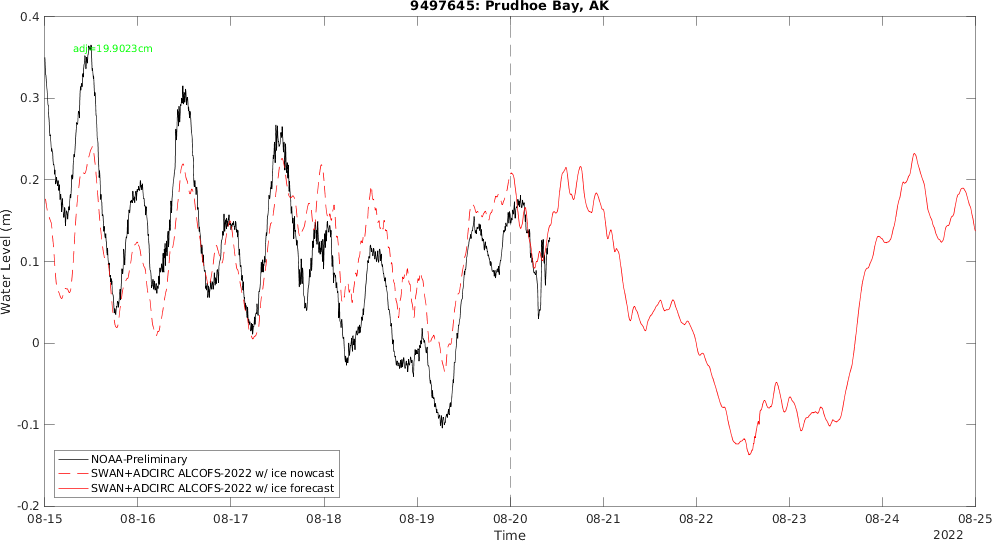 9497645: Prudhoe Bay, AK
adj=19.9023cm
0.4
0.3
0.2
0.1
0
-0.1
-0.2
Water Level (m)
NOAA-Preliminary
SWAN+ADCIRC ALCOFS-2022 w/ ice nowcast
SWAN+ADCIRC ALCOFS-2022 w/ ice forecast
08-15 08-16 08-17 08-18 08-19 08-20 08-21 08-22 08-23 08-24 08-25
Time
2022